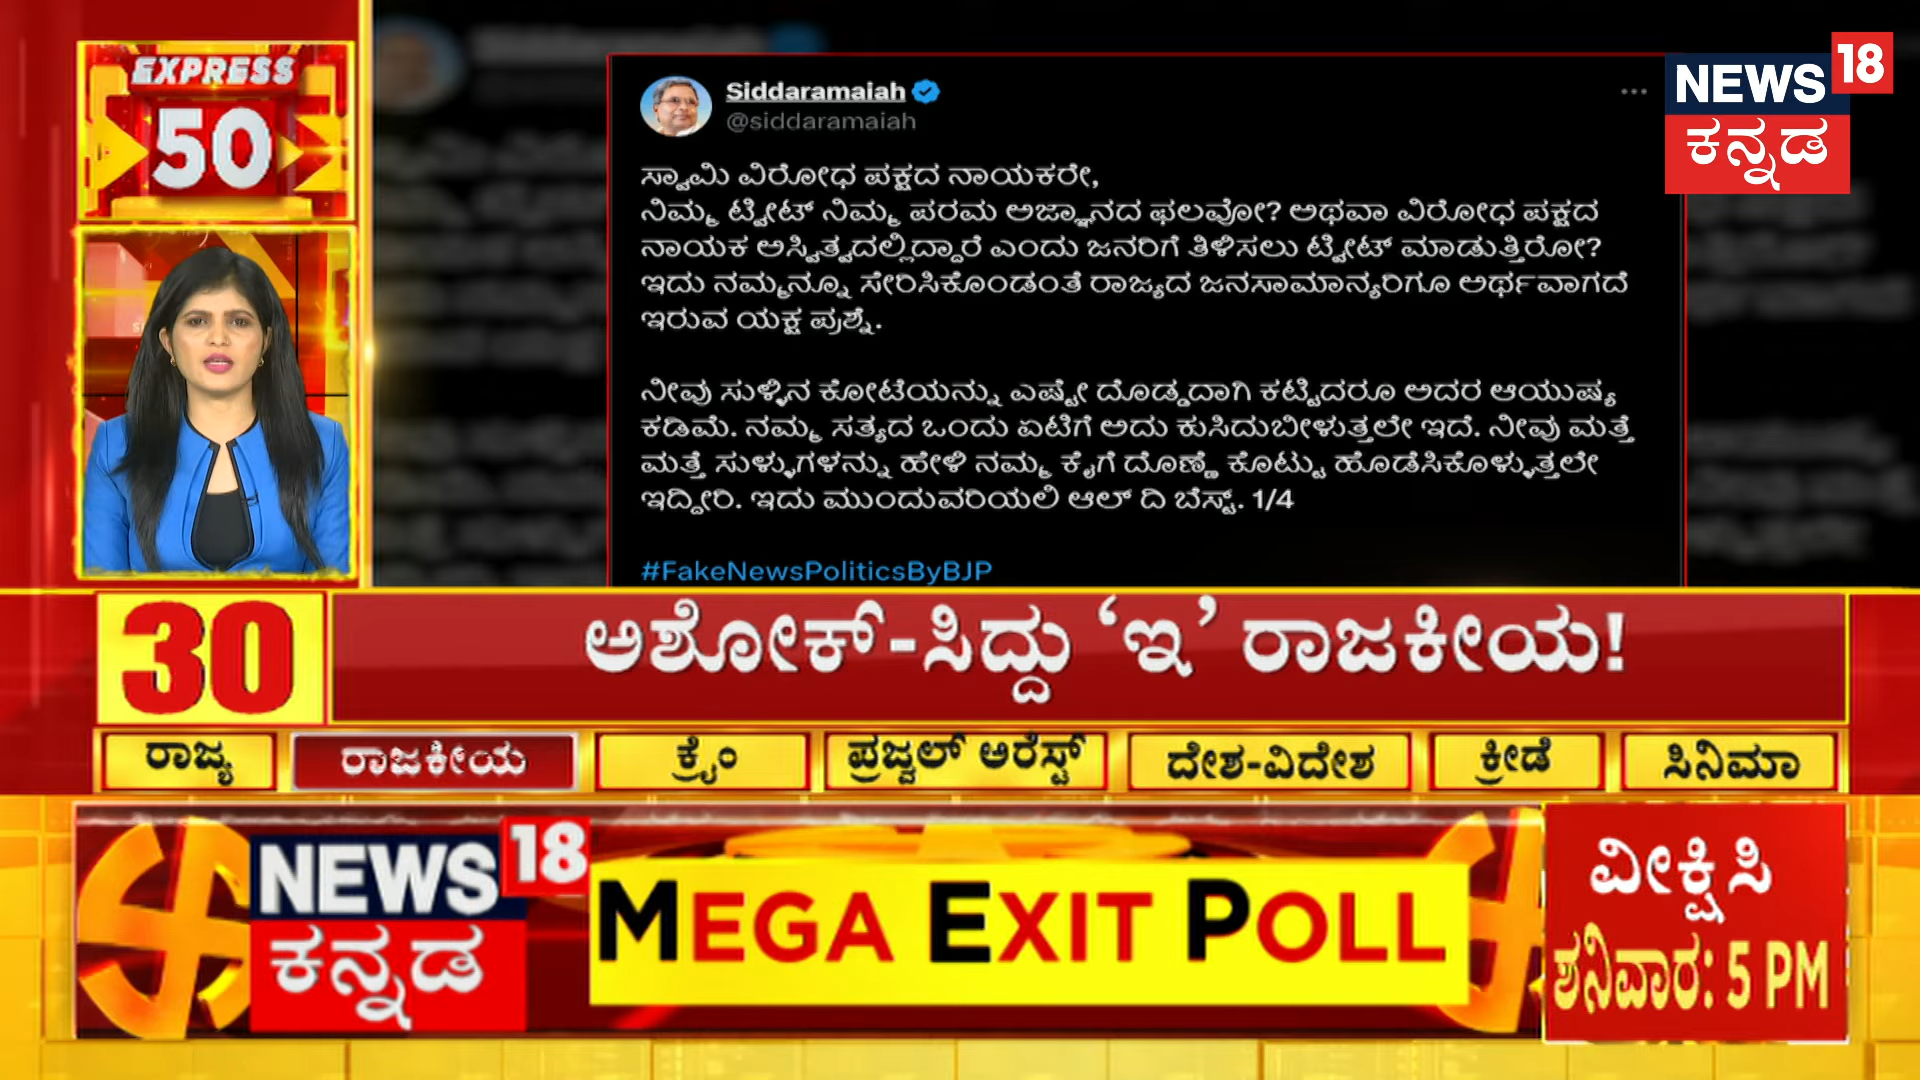 EXPRESS
50
Siddaramaiah
@siddaramaiah
ಸ್ವಾಮಿ ವಿರೋಧ ಪಕ್ಷದ ನಾಯಕರೇ,
ನಿಮ್ಮ ಟ್ವೀಟ್ ನಿಮ್ಮ ಪರಮ ಅಜ್ಞಾನದ ಫಲವೋ? ಅಥವಾ ವಿರೋಧ ಪಕ್ಷದ
ನಾಯಕ ಅಸ್ತಿತ್ವದಲ್ಲಿದ್ದಾರೆ ಎಂದು ಜನರಿಗೆ ತಿಳಿಸಲು ಟ್ವೀಟ್ ಮಾಡುತ್ತಿರೋ?
ಇದು ನಮ್ಮನ್ನೂ ಸೇರಿಸಿಕೊಂಡಂತೆ ರಾಜ್ಯದ ಜನಸಾಮಾನ್ಯರಿಗೂ ಅರ್ಥವಾಗದೆ
ಇರುವ ಯಕ್ಷ ಪ್ರಶ್ನೆ.
ನೀವು ಸುಳ್ಳಿನ ಕೋಟೆಯನ್ನು ಎಷ್ಟೇ ದೊಡ್ಡದಾಗಿ ಕಟ್ಟಿದರೂ ಅದರ ಆಯುಷ್ಯ
ಕಡಿಮೆ. ನಮ್ಮ ಸತ್ಯದ ಒಂದು ಏಟಿಗೆ ಅದು ಕುಸಿದುಬೀಳುತ್ತಲೇ ಇದೆ. ನೀವು ಮತ್ತೆ
ಮತ್ತೆ ಸುಳ್ಳುಗಳನ್ನು ಹೇಳಿ ನಮ್ಮ ಕೈಗೆ ದೊಣ್ಣೆ ಕೊಟ್ಟು ಹೊಡೆಸಿಕೊಳ್ಳುತ್ತಲೇ
ಇದ್ದೀರಿ. ಇದು ಮುಂದುವರಿಯಲಿ ಆಲ್ ದಿ ಬೆಸ್ಟ್. 1/4
#FakeNewsPoliticsByBJP
NEWS 18
ಕನ್ನಡ
30
ಅಶೋಕ್-ಸಿದ್ದು ‘ಇ’ ರಾಜಕೀಯ!
ರಾಜ್ಯ ರಾಜಕೀಯ ಕ್ರೈಂ ಪ್ರಜ್ವಲ್ ಅರೆಸ್ಟ್ ದೇಶ-ವಿದೇಶ ಕ್ರೀಡೆ ಸಿನಿಮಾ
NEWS 18
ಕನ್ನಡ
MEGA EXIT POLL
ವೀಕ್ಷಿಸಿ
ಶನಿವಾರ: 5 PM